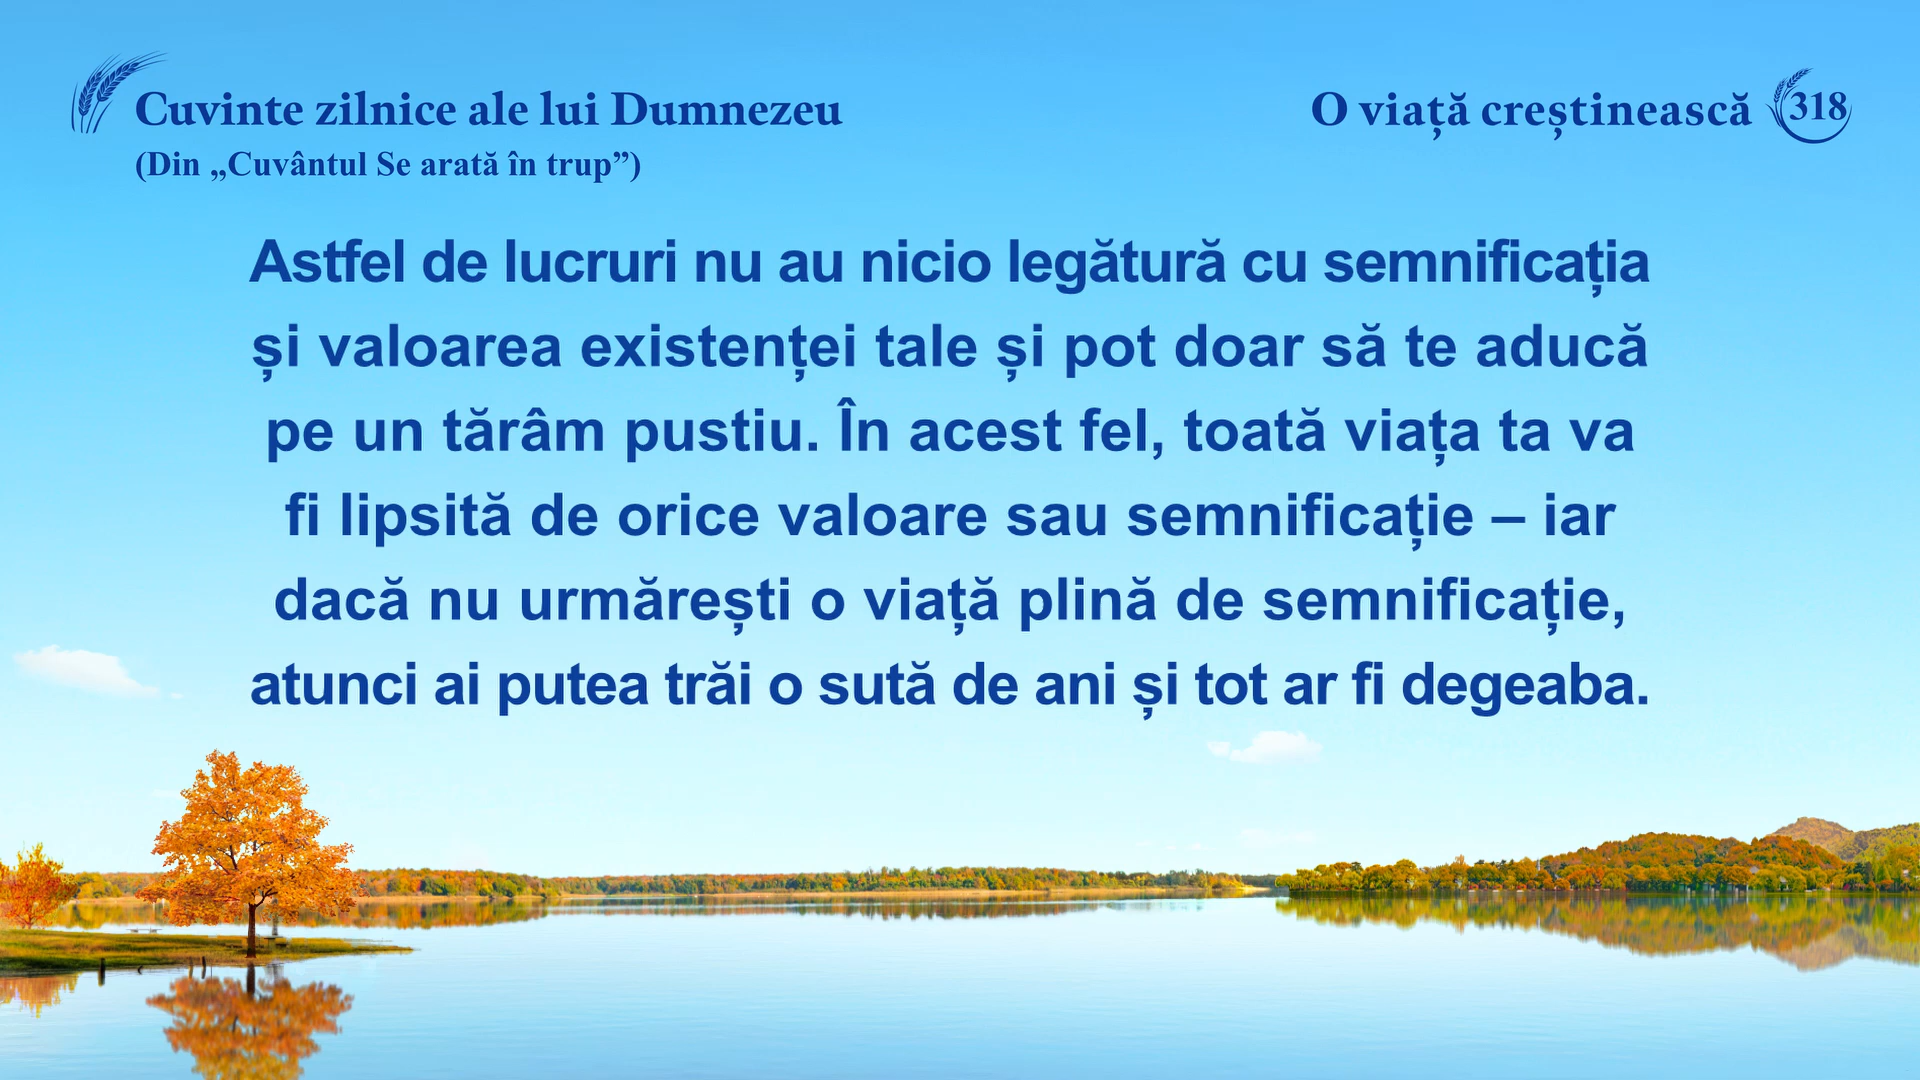 Cuvinte zilnice ale lui Dumnezeu
(Din „Cuvântul Se arată în trup”)
O viață creștinească 318
Astfel de lucruri nu au nicio legătură cu semnificația
și valoarea existenței tale și pot doar să te aducă
pe un tărâm pustiu. În acest fel, toată viața ta va
fi lipsită de orice valoare sau semnificație – iar
dacă nu urmărești o viață plină de semnificație,
atunci ai putea trăi o sută de ani și tot ar fi degeaba.